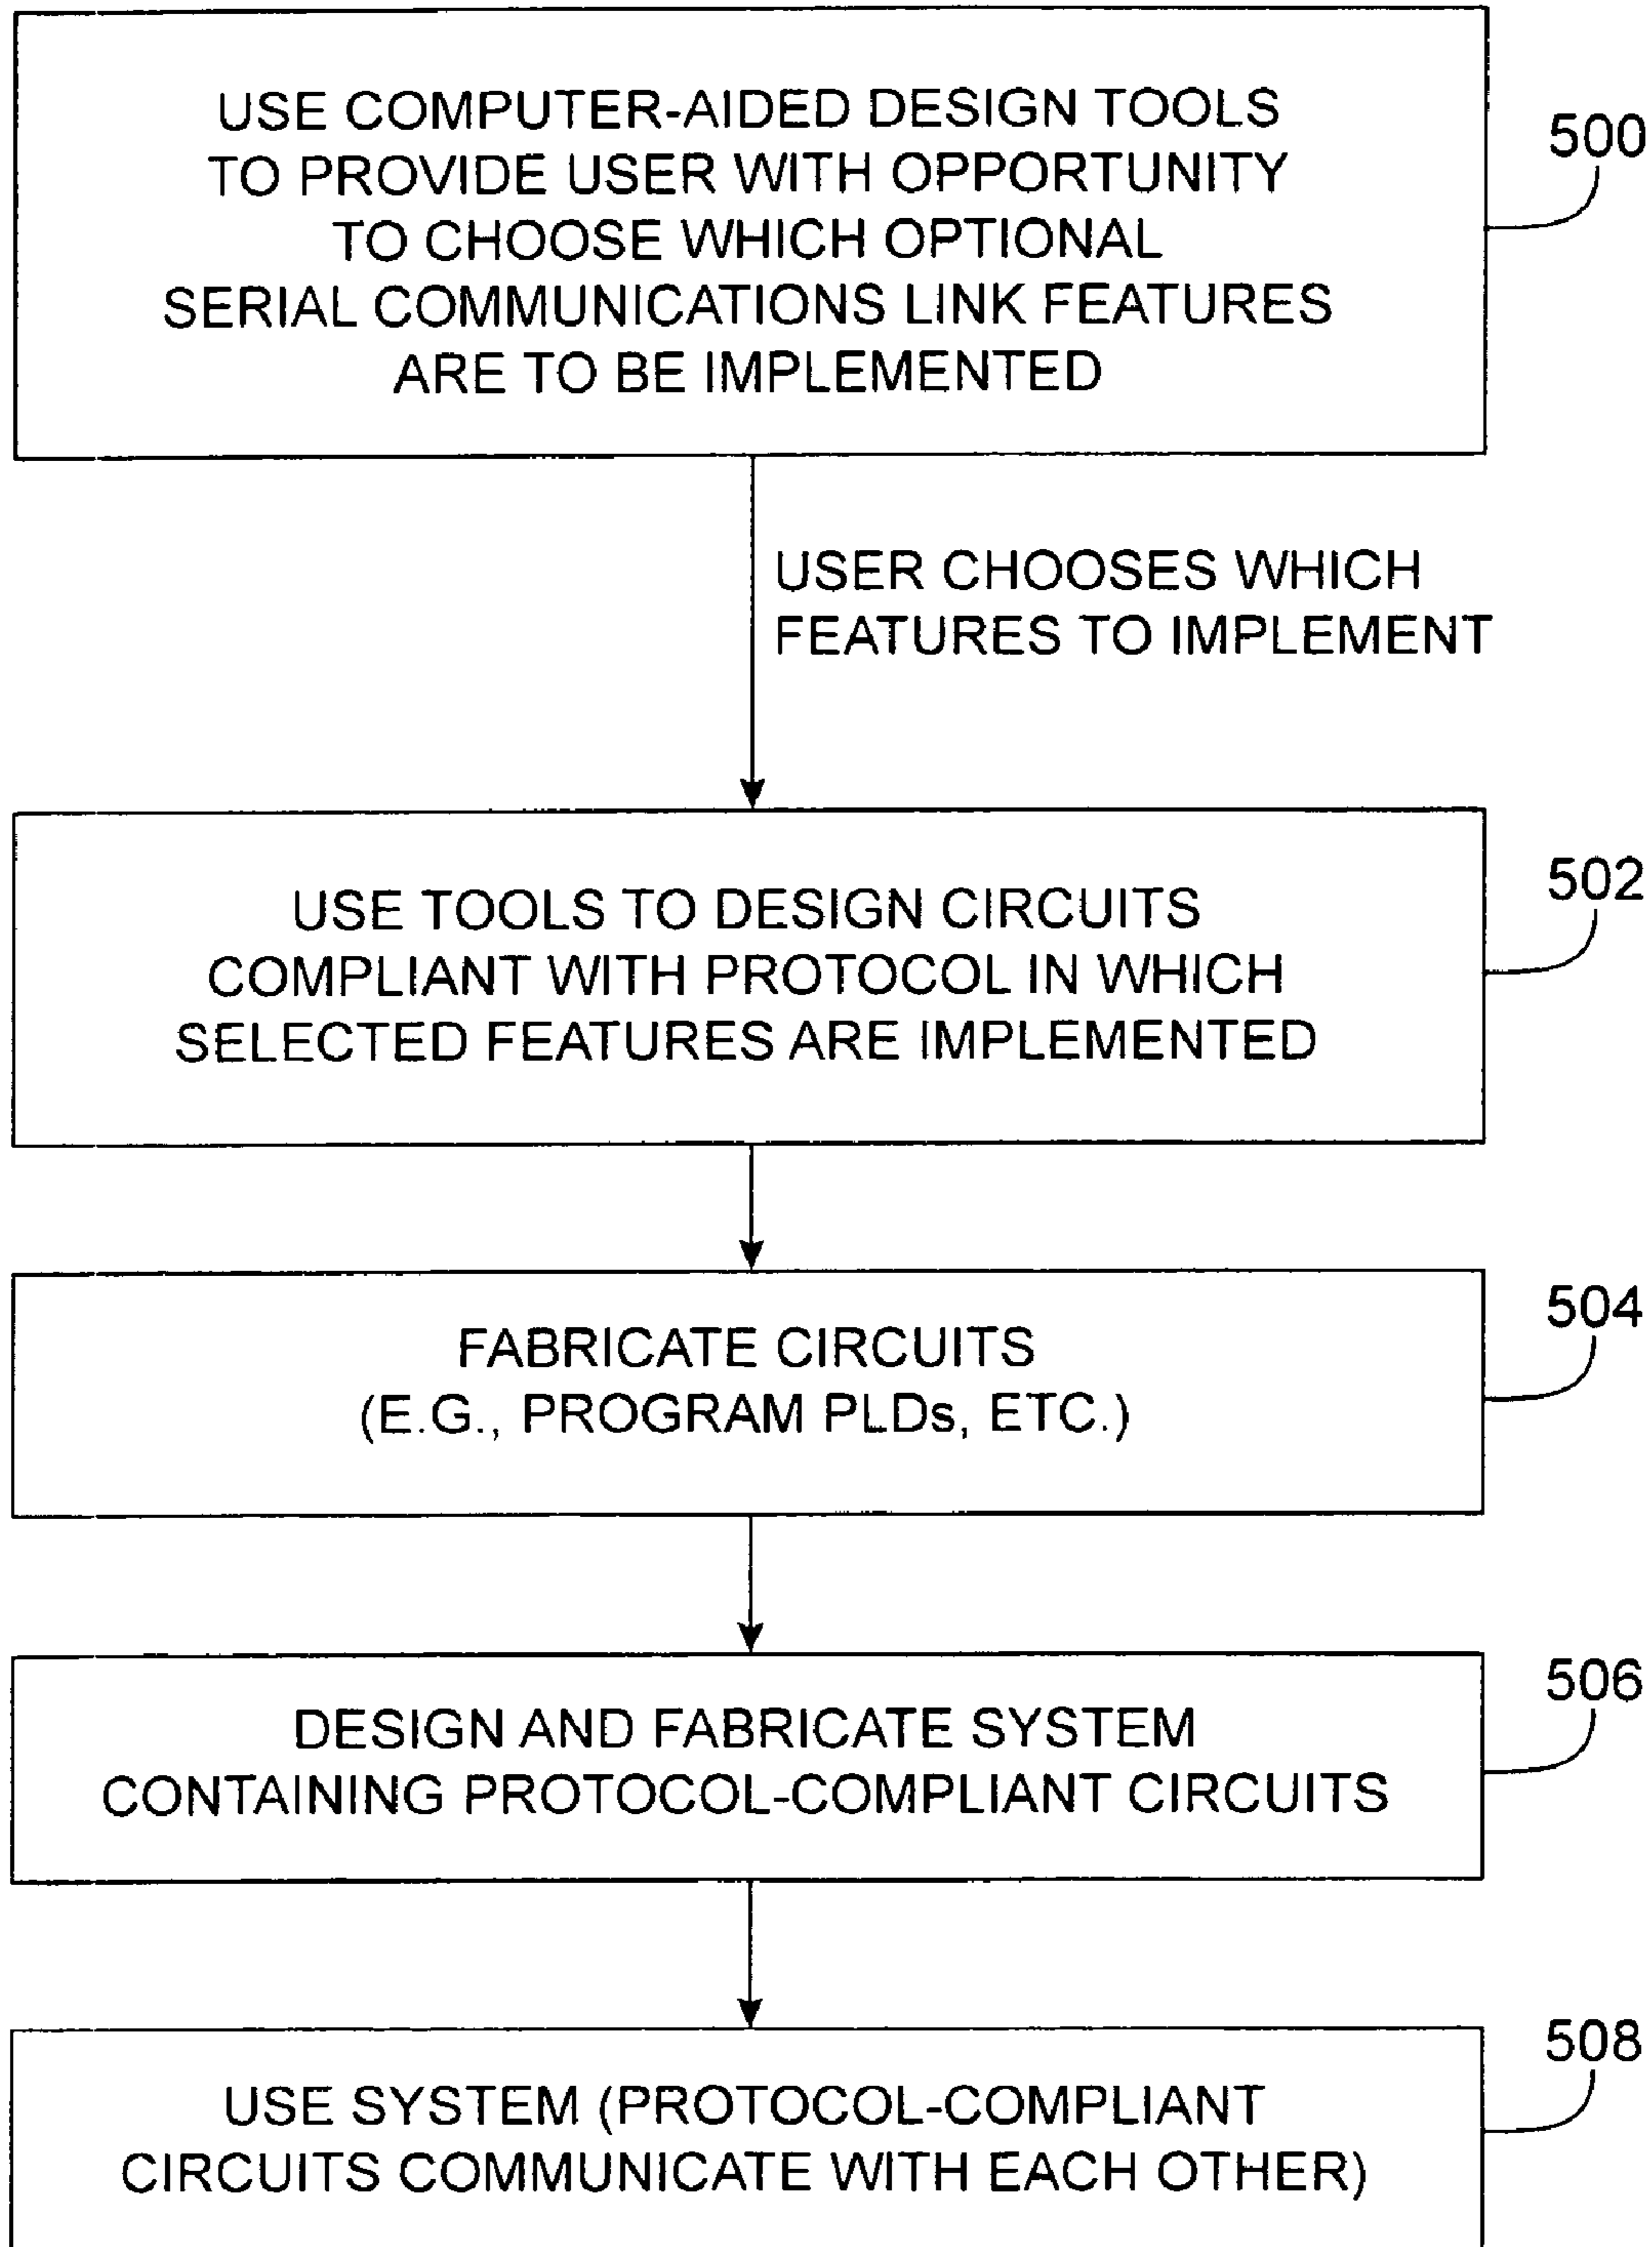 USE COMPUTER-AIDED DESIGN TOOLS
TO PROVIDE USER WITH OPPORTUNITY
TO CHOOSE WHICH OPTIONAL
SERIAL COMMUNICATIONS LINK FEATURES
ARE TO BE IMPLEMENTED
500
USER CHOOSES WHICH
FEATURES TO IMPLEMENT
USE TOOLS TO DESIGN CIRCUITS
COMPLIANT WITH PROTOCOL IN WHICH
SELECTED FEATURES ARE IMPLEMENTED
502
FABRICATE CIRCUITS
(E.G., PROGRAM PLDs, ETC.)
504
DESIGN AND FABRICATE SYSTEM
CONTAINING PROTOCOL-COMPLIANT CIRCUITS
506
USE SYSTEM (PROTOCOL-COMPLIANT
CIRCUITS COMMUNICATE WITH EACH OTHER)
508